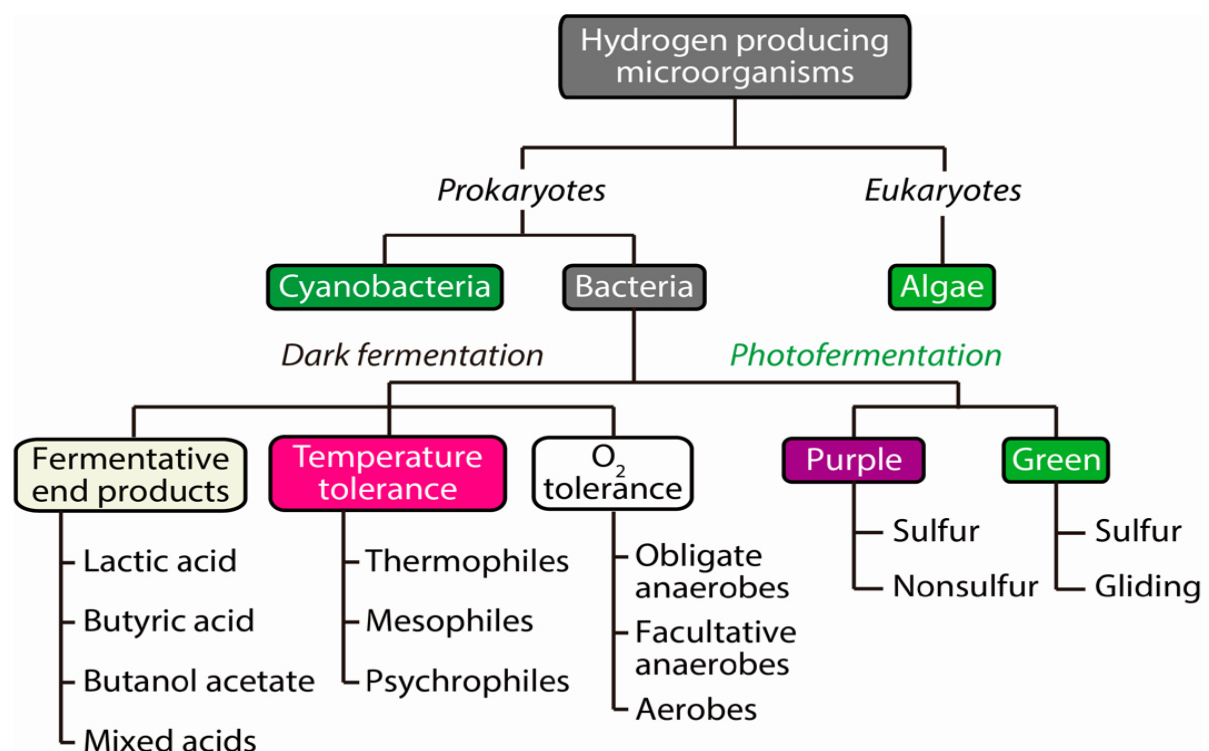 Hydrogen producing
microorganisms
Prokaryotes
Eukaryotes
Cyanobacteria
Bacteria
Algae
Dark fermentation
Photofermentation
Fermentative
end products
Temperature
tolerance
O2
tolerance
Purple
Green
Lactic acid
Butyric acid
Butanol acetate
Mixed acids
Thermophiles
Mesophiles
Psychrophiles
Obligate
anaerobes
Facultative
anaerobes
Aerobes
Sulfur
Nonsulfur
Sulfur
Gliding